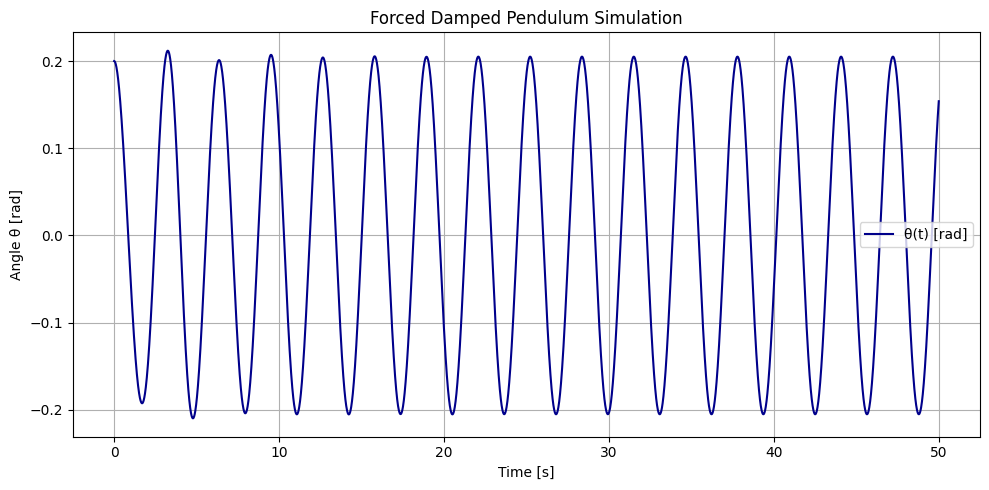 Forced Damped Pendulum Simulation
Angle θ [rad]
0.2
0.1
0.0
−0.1
−0.2
θ(t) [rad]
0 10 20 30 40 50
Time [s]